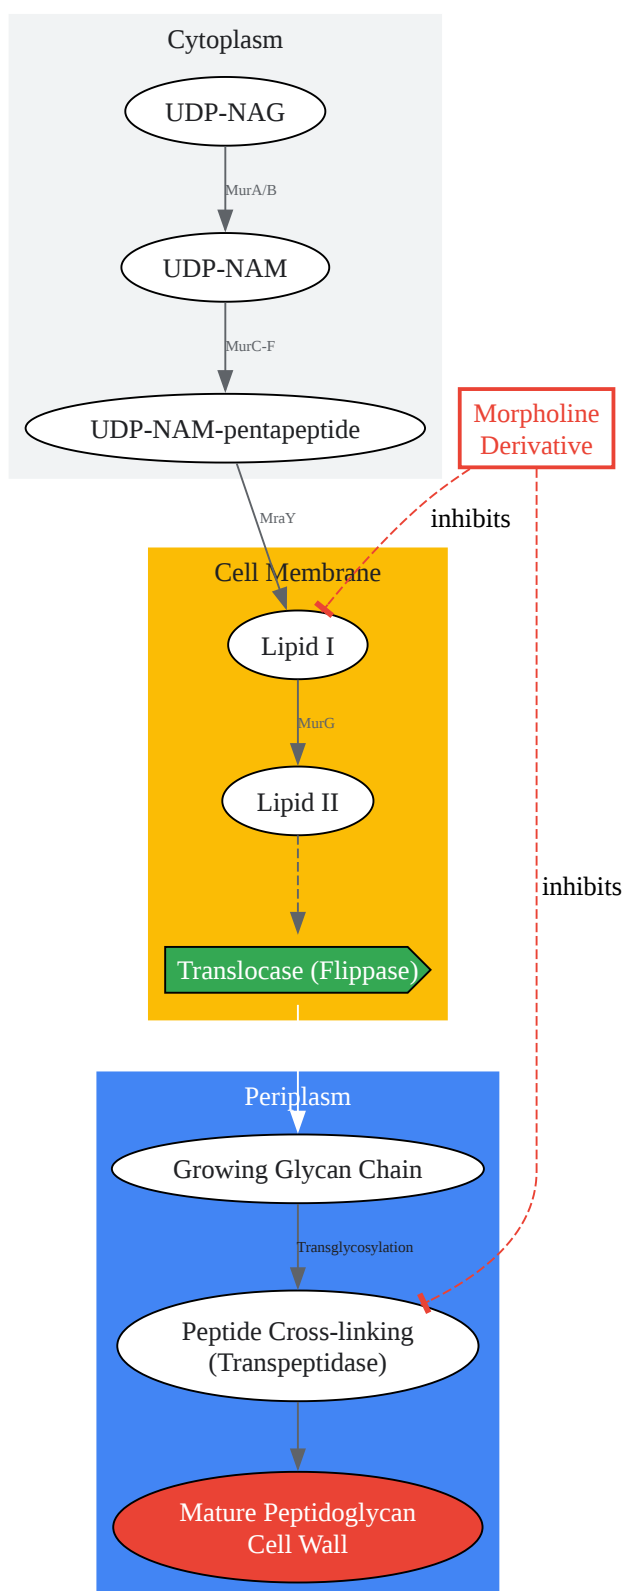 Cytoplasm
UDP-NAG
MurA/B
UDP-NAM
MurC-F
UDP-NAM-pentapeptide
Morpholine
Derivative
MraY
inhibits
Cell Membrane
Lipid I
MurG
Lipid II
inhibits
Translocase (Flippase)
Periplasm
Growing Glycan Chain
Transglycosylation
Peptide Cross-linking
(Transpeptidase)
Mature Peptidoglycan
Cell Wall